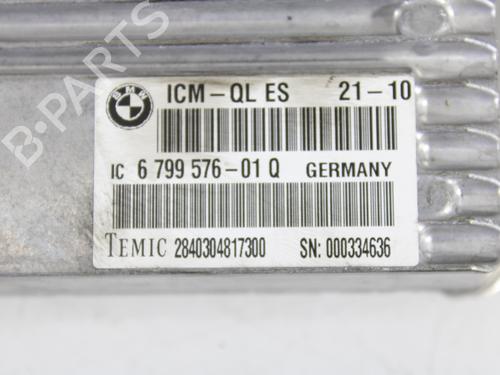 B-PARTS
BMW
ICM-QL ES 21-10
IC 6 799 576-01 Q GERMANY
TEMIC 2840304817300 SN: 000334636